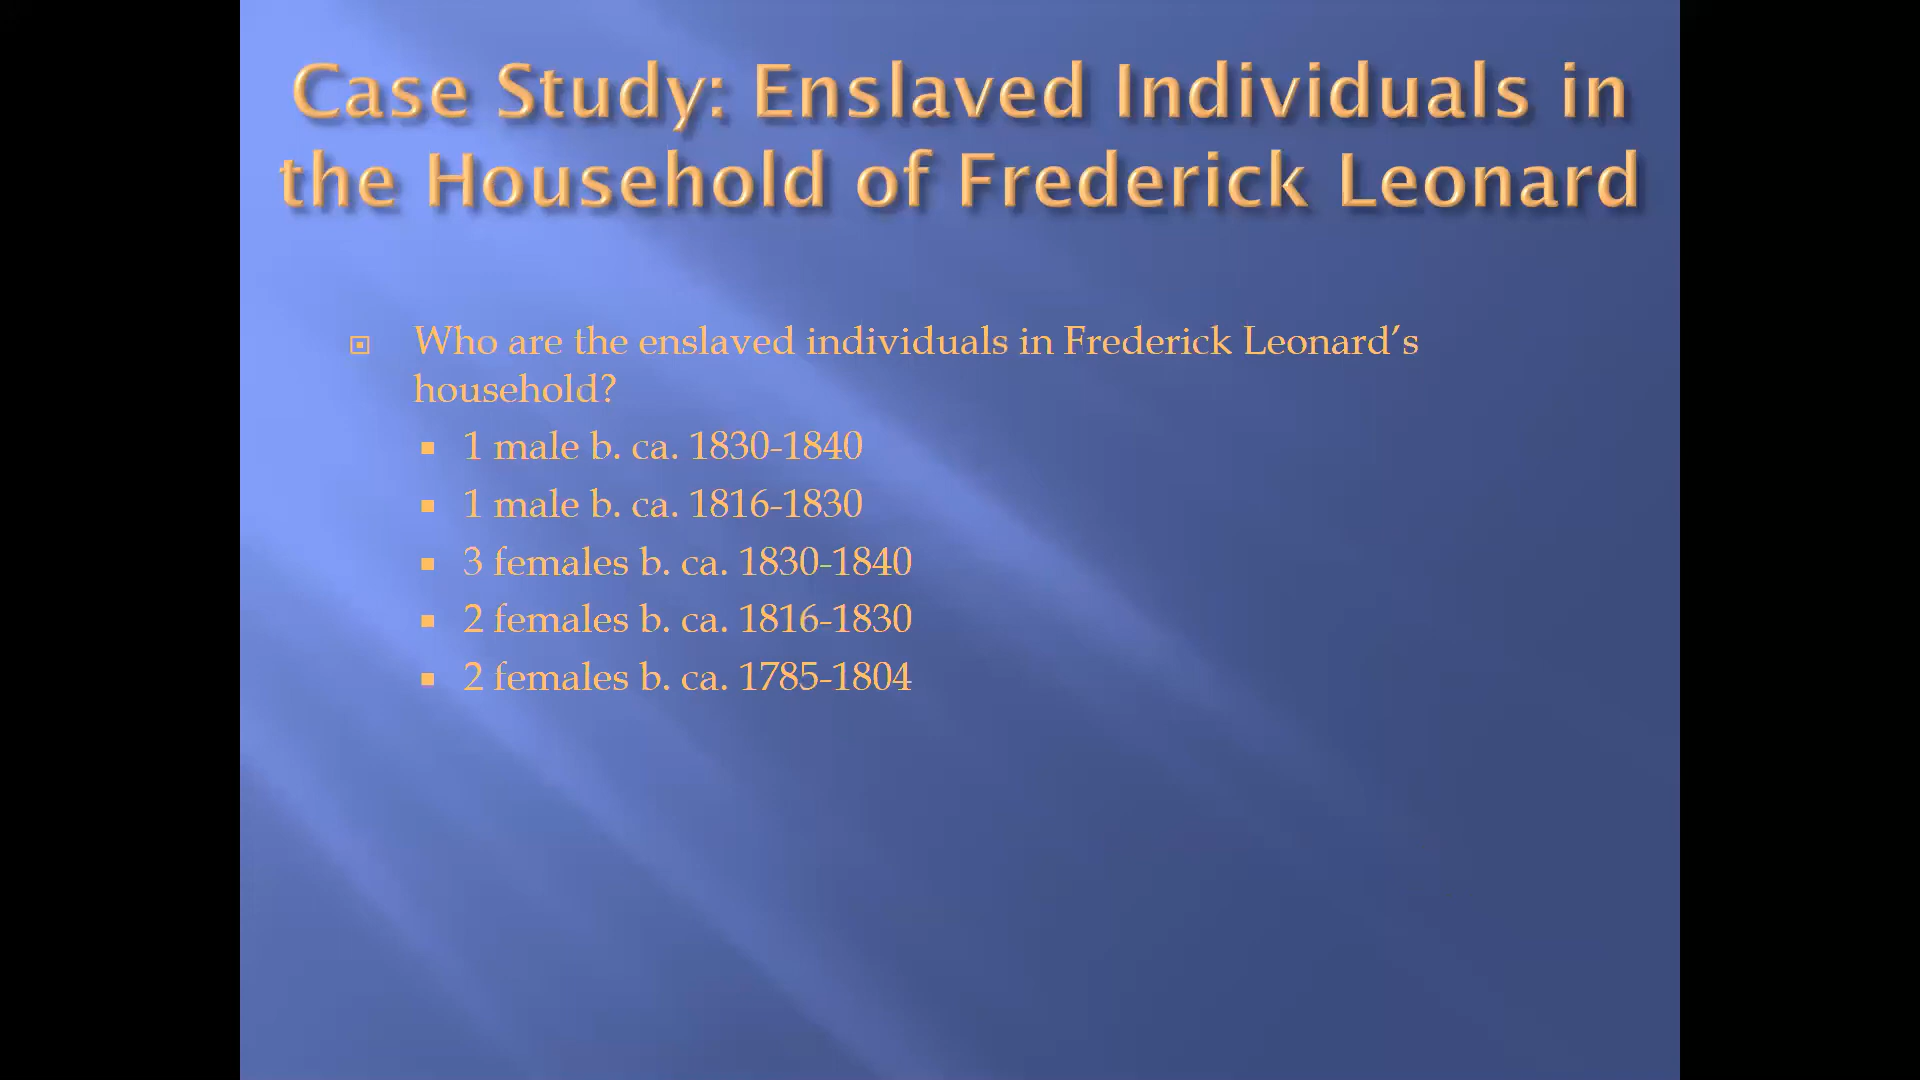 Case Study: Enslaved Individuals in
the Household of Frederick Leonard
Who are the enslaved individuals in Frederick Leonard’s
household?
1 male b. ca. 1830-1840
1 male b. ca. 1816-1830
3 females b. ca. 1830-1840
2 females b. ca. 1816-1830
2 females b. ca. 1785-1804